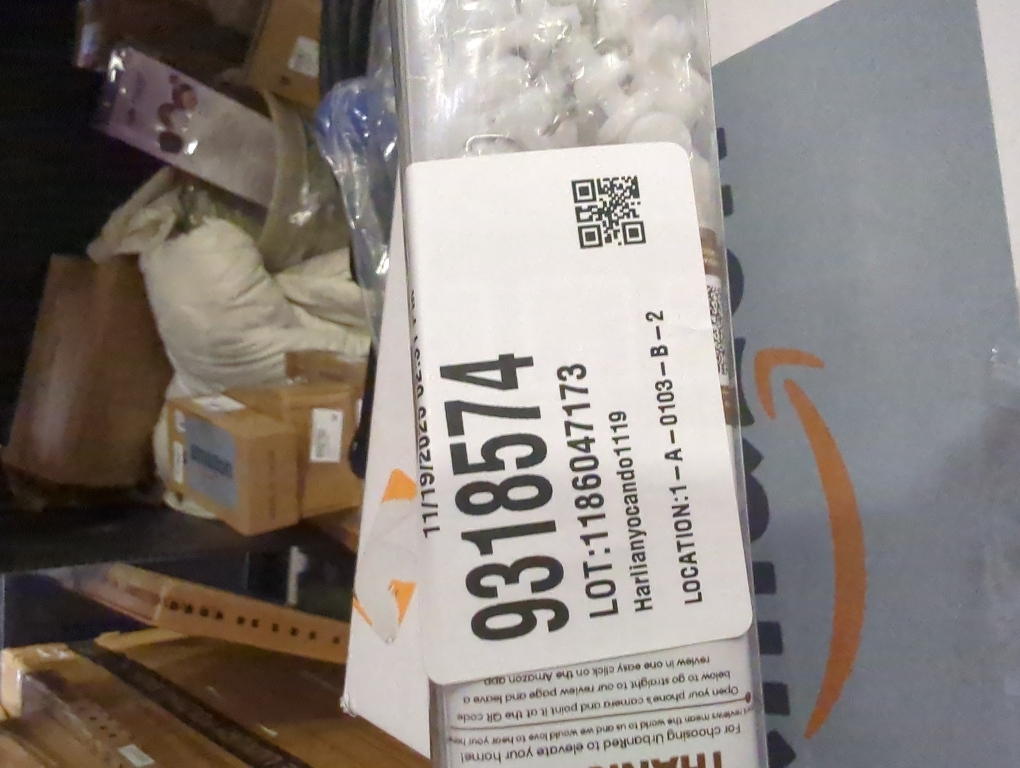 9318574
LOT:1186047173
Harlianyocando1119
LOCATION:1-A-0103-B-2
11/19/2025
THANK
For choosing UrbanRed to elevate your home!
reviews mean the world to us and we would love to hear your
Open your phone's camera and point it at the QR code
below to go straight to our review page and leave a
review in one easy click on the Amazon app